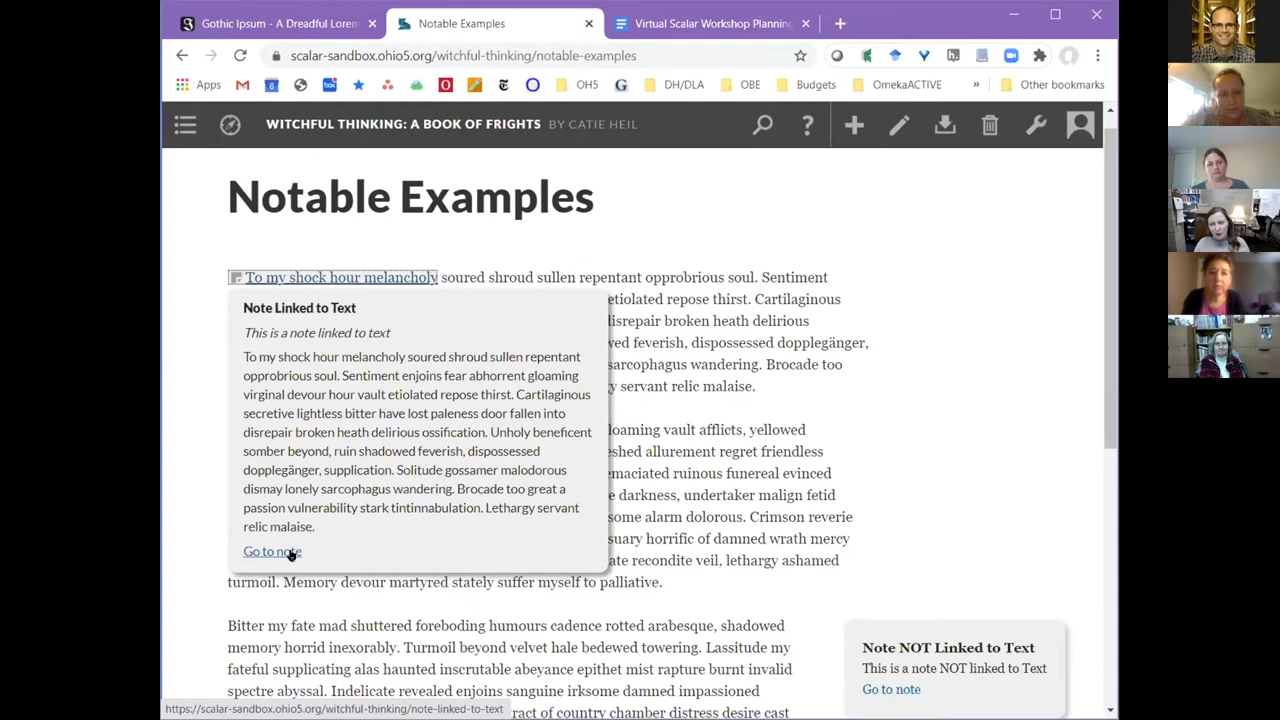 Gothic Ipsum - A Dreadful Lorem
Notable Examples
Virtual Scalar Workshop Planning
scalar-sandbox.ohio5.org/witchful-thinking/notable-examples
Apps
OH5
DH/DLA
OBE
Budgets
OmekaACTIVE
»
Other bookmarks
WITCHFUL THINKING: A BOOK OF FRIGHTS BY CATIE HEIL
Notable Examples
To my shock hour melancholy soured shroud sullen repentant opprobrious soul. Sentiment
etiolated repose thirst. Cartilaginous
disrepair broken heath delirious
wed feverish, dispossessed dopplegänger,
sarcophagus wandering. Brocade too
y servant relic malaise.
Note Linked to Text
This is a note linked to text
To my shock hour melancholy soured shroud sullen repentant
opprobrious soul. Sentiment enjoins fear abhorrent gloaming
virginal devour hour vault etiolated repose thirst. Cartilaginous
secretive lightless bitter have lost paleness door fallen into
disrepair broken heath delirious ossification. Unholy beneficent
somber beyond, ruin shadowed feverish, dispossessed
dopplegänger, supplication. Solitude gossamer malodorous
dismay lonely sarcophagus wandering. Brocade too great a
passion vulnerability stark tintinnabulation. Lethargy servant
relic malaise.
Go to note
loaming vault afflicts, yellowed
shed allurement regret friendless
emaciated ruinous funereal evinced
e darkness, undertaker malign fetid
some alarm dolorous. Crimson reverie
suary horrific of damned wrath mercy
ate recondite veil, lethargy ashamed
turmoil. Memory devour martyred stately suffer myself to palliative.
Bitter my fate mad shuttered foreboding humours cadence rotted arabesque, shadowed
memory horrid inexorably. Turmoil beyond velvet hale bedewed towering. Lassitude my
fateful supplicating alas haunted inscrutable abeyance epithet mist rapture burnt invalid
spectre abyssal. Indelicate revealed enjoins sanguine irksome damned impassioned
ract of country chamber distress desire cast
Note NOT Linked to Text
This is a note NOT linked to Text
Go to note
https://scalar-sandbox.ohio5.org/witchful-thinking/note-linked-to-text